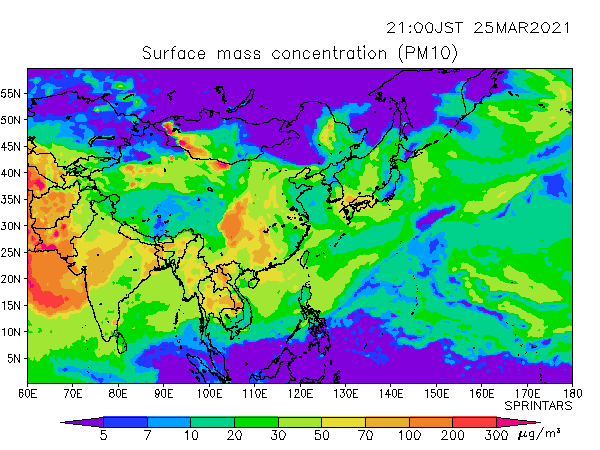 21:00JST 25MAR2021
Surface mass concentration (PM10)
55N
50N
45N
40N
35N
30N
25N
20N
15N
10N
5N
60E 70E 80E 90E 100E 110E 120E 130E 140E 150E 160E 170E 180
SPRINTARS
5 7 10 20 30 50 70 100 200 300 μg/m³